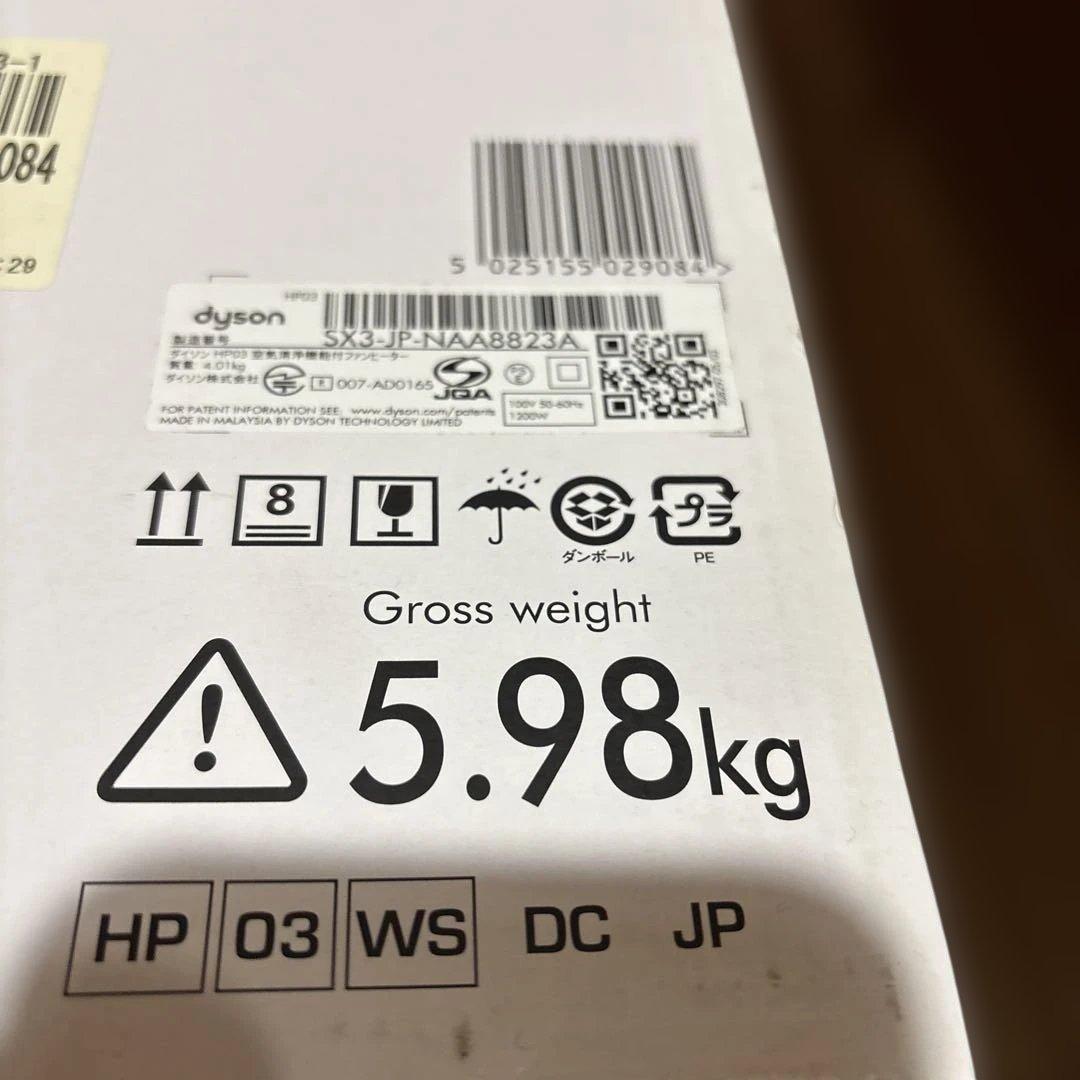 3-1
084
:29
5 025155 029084 >
HP03
dyson
製造番号
SX3-JP-NAA8823A
ダイソン HP03 空気清浄機能付ファンヒーター
質量: 4.01kg
ダイソン株式会社
R 007-AD0165
JQA
100V 50-60Hz
1200W
FOR PATENT INFORMATION SEE: www.dyson.com/patents
MADE IN MALAYSIA BY DYSON TECHNOLOGY LIMITED
8
プラ
ダンボール
PE
Gross weight
5.98kg
HP 03 WS DC JP